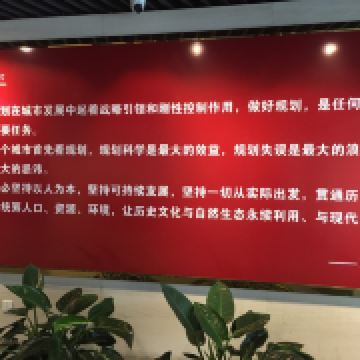 划在城市发展中起着战略引领和刚性控制作用，做好规划，是任何
要任务。
个城市首先看规划，规划科学是最大的效益，规划失误是最大的浪
大的忌讳。
必坚持以人为本，坚持可持续发展，坚持一切从实际出发，贯通历
统筹人口、资源、环境，让历史文化与自然生态永续利用、与现代